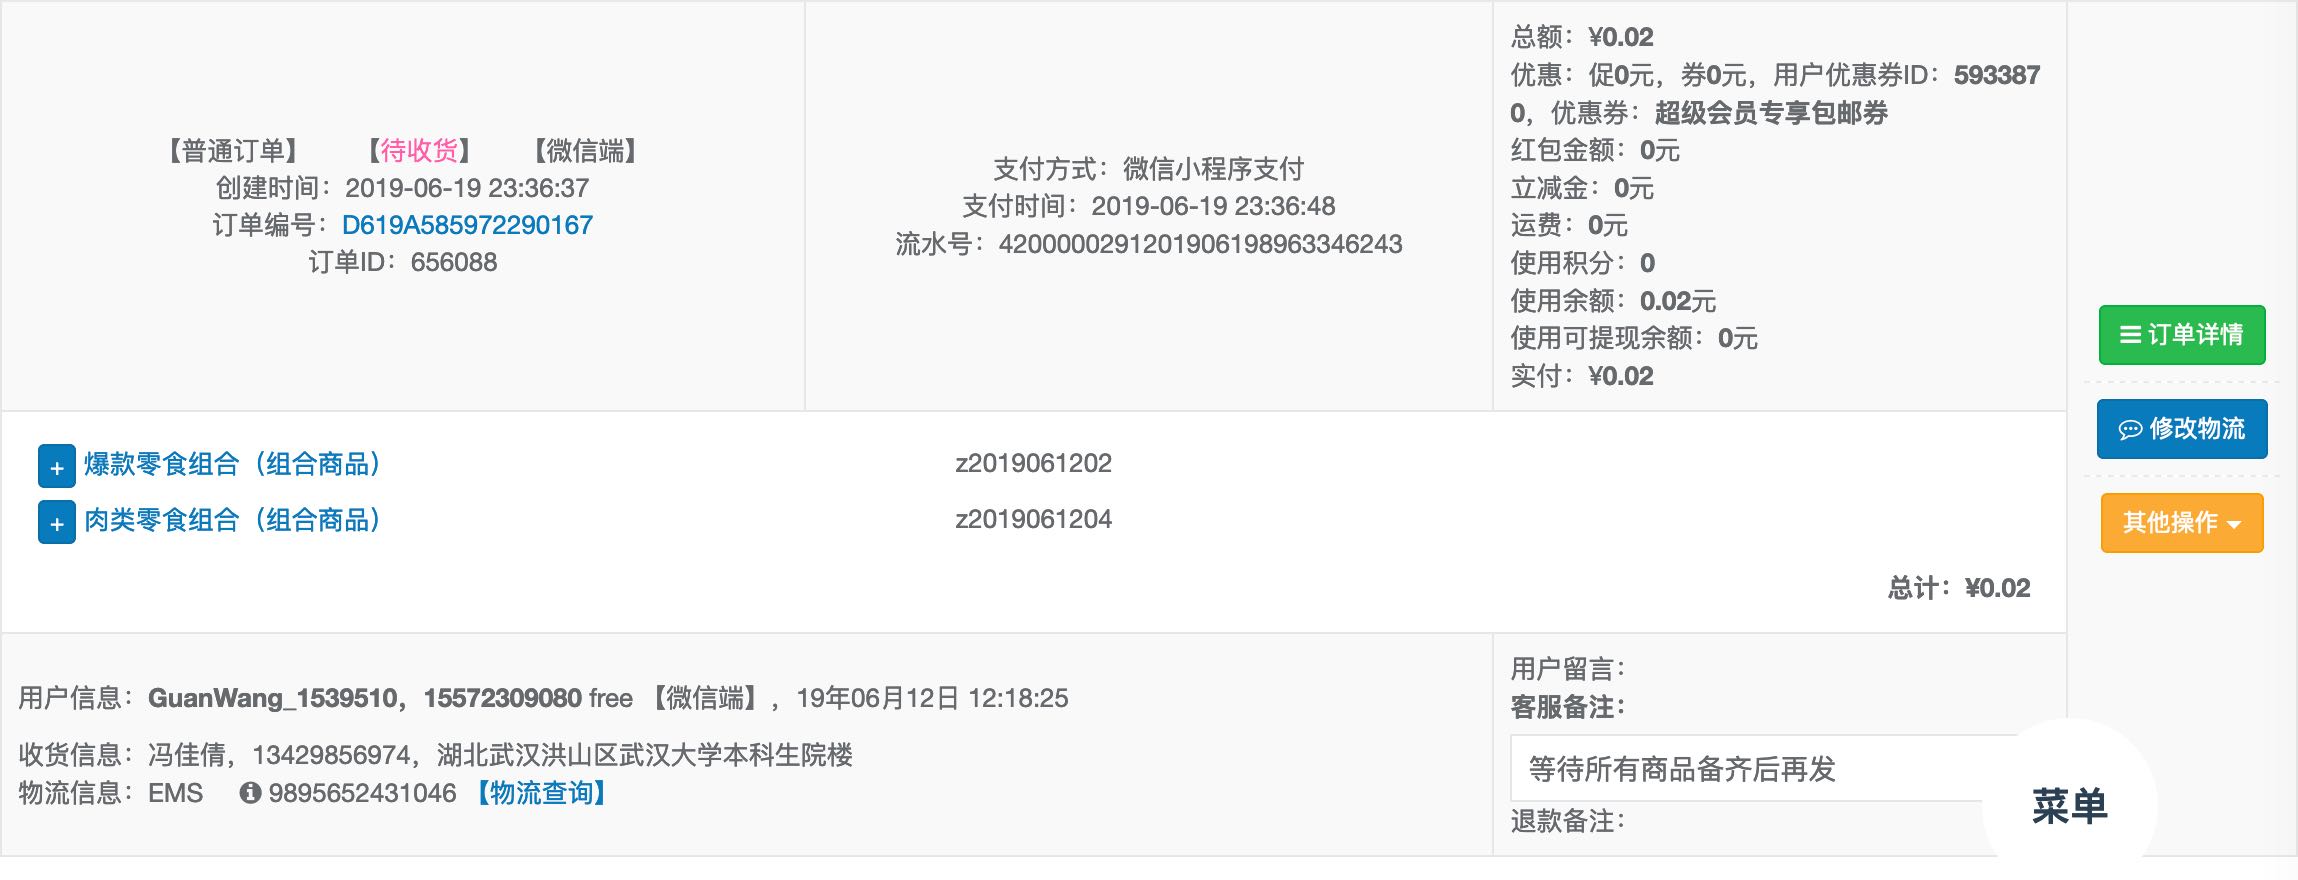 【普通订单】 【待收货】 【微信端】
创建时间：2019-06-19 23:36:37
订单编号：D619A585972290167
订单ID：656088
支付方式：微信小程序支付
支付时间：2019-06-19 23:36:48
流水号：4200000291201906198963346243
总额：¥0.02
优惠：促0元，券0元，用户优惠券ID：593387
0，优惠券：超级会员专享包邮券
红包金额：0元
立减金：0元
运费：0元
使用积分：0
使用余额：0.02元
使用可提现余额：0元
实付：¥0.02
订单详情
修改物流
其他操作
+ 爆款零食组合（组合商品） z2019061202
+ 肉类零食组合（组合商品） z2019061204
总计：¥0.02
用户信息：GuanWang_1539510，15572309080 free 【微信端】，19年06月12日 12:18:25
收货信息：冯佳倩，13429856974，湖北武汉洪山区武汉大学本科生院楼
物流信息：EMS 9895652431046 【物流查询】
用户留言：
客服备注：
等待所有商品备齐后再发
退款备注：
菜单